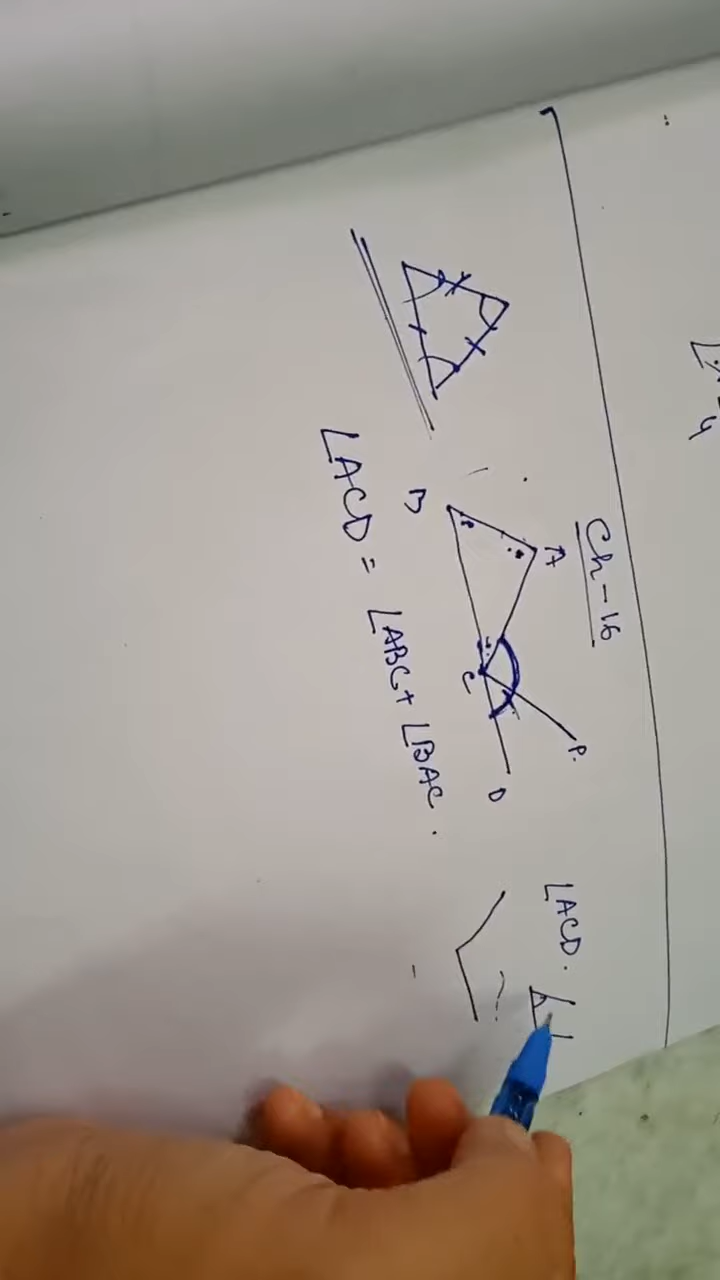 Ch-16
A
B
C
D
P.
∠ACD.
∠ACD = ∠ABC + ∠BAC.